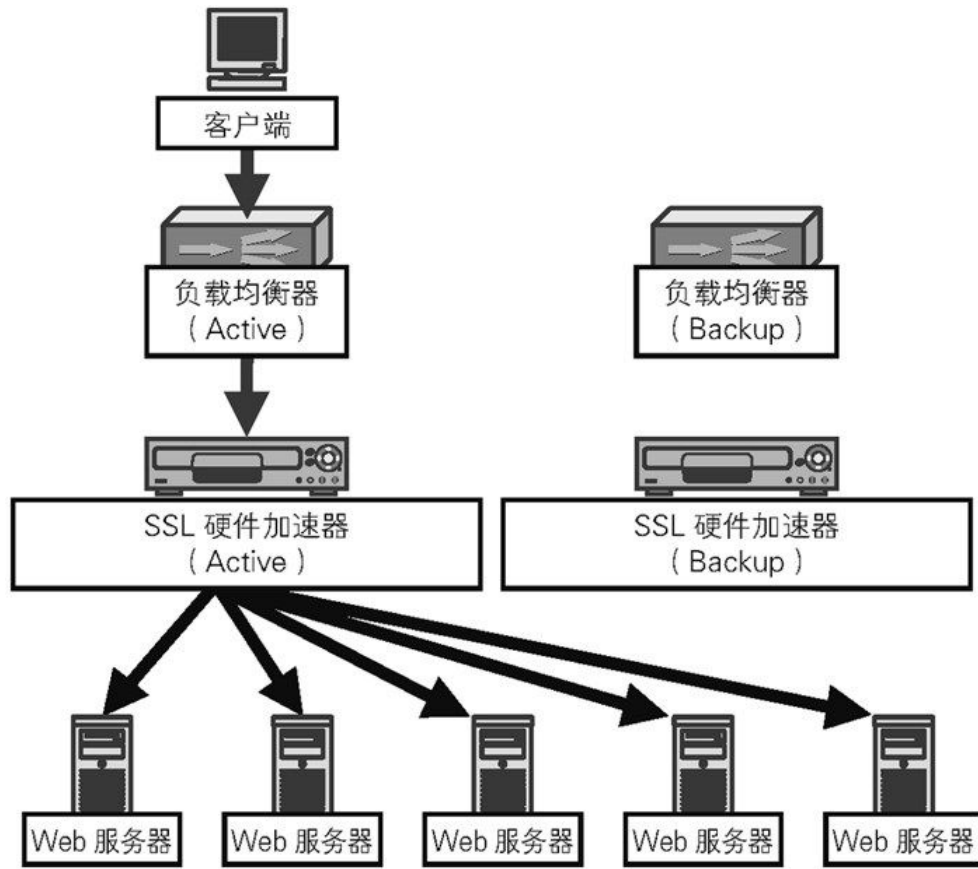 客户端
负载均衡器
（Active）
负载均衡器
（Backup）
SSL 硬件加速器
（Active）
SSL 硬件加速器
（Backup）
Web 服务器
Web 服务器
Web 服务器
Web 服务器
Web 服务器